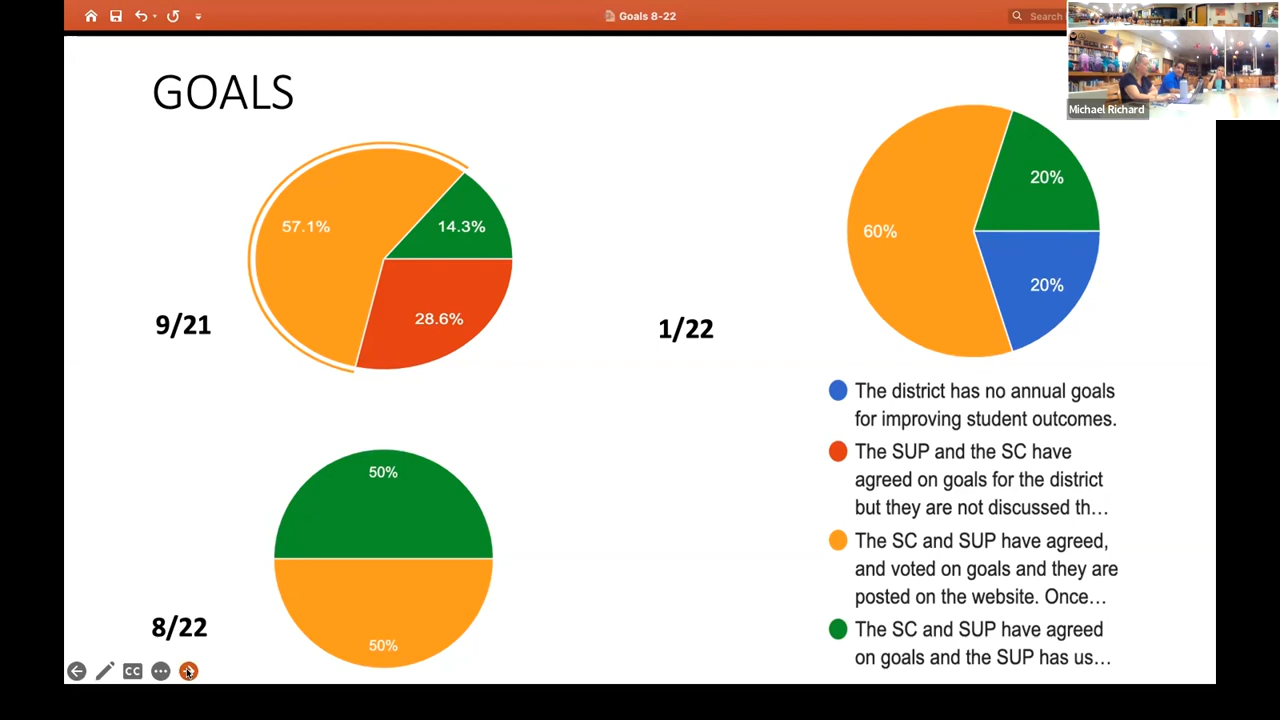 Goals 8-22
Search
Michael Richard
GOALS
57.1%
14.3%
28.6%
9/21
60%
20%
20%
1/22
The district has no annual goals
for improving student outcomes.
The SUP and the SC have
agreed on goals for the district
but they are not discussed th…
The SC and SUP have agreed,
and voted on goals and they are
posted on the website. Once…
The SC and SUP have agreed
on goals and the SUP has us…
50%
50%
8/22
CC